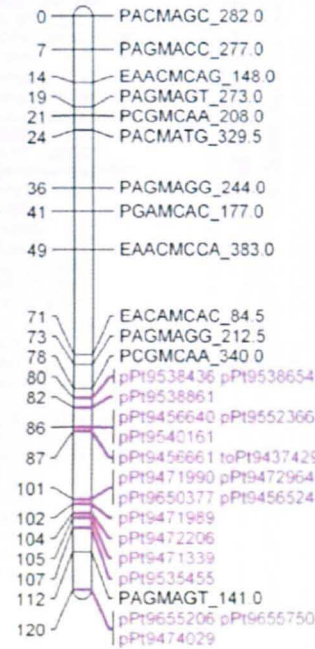 0 PACMAGC_282.0
7 PAGMACC_277.0
14 EAACMCAG_148.0
19 PAGMAGT_273.0
21 PCGMCAA_208.0
24 PACMATG_329.5
36 PAGMAGG_244.0
41 PGAMCAC_177.0
49 EAACMCCA_383.0
71 EACAMCAC_84.5
73 PAGMAGG_212.5
78 PCGMCAA_340.0
80 pPt9538436 pPt9538654
82 pPt9538861
86 pPt9456640 pPt9552366
pPt9540161
87 pPt9456661 toPt9437429
101 pPt9471990 pPt9472964
pPt9650377 pPt9456524
102 pPt9471989
104 pPt9472206
105 pPt9471339
107 pPt9535455
112 PAGMAGT_141.0
120 pPt9655206 pPt9655750
pPt9474029